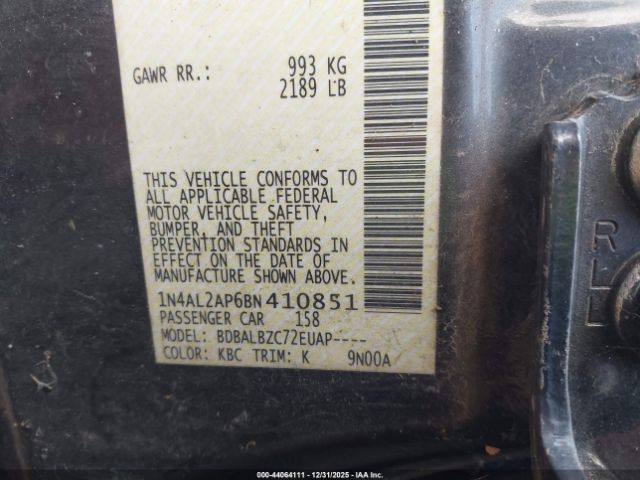 GAWR RR.: 993 KG
2189 LB
THIS VEHICLE CONFORMS TO
ALL APPLICABLE FEDERAL
MOTOR VEHICLE SAFETY,
BUMPER, AND THEFT
PREVENTION STANDARDS IN
EFFECT ON THE DATE OF
MANUFACTURE SHOWN ABOVE.
1N4AL2AP6BN410851
PASSENGER CAR 158
MODEL: BDBALBZC72EUAP----
COLOR: KBC TRIM: K 9N00A
R
L
000-44064111 - 12/31/2025 - IAA Inc.